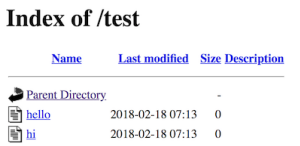 Index of /test
Name Last modified Size Description
Parent Directory -
hello 2018-02-18 07:13 0
hi 2018-02-18 07:13 0